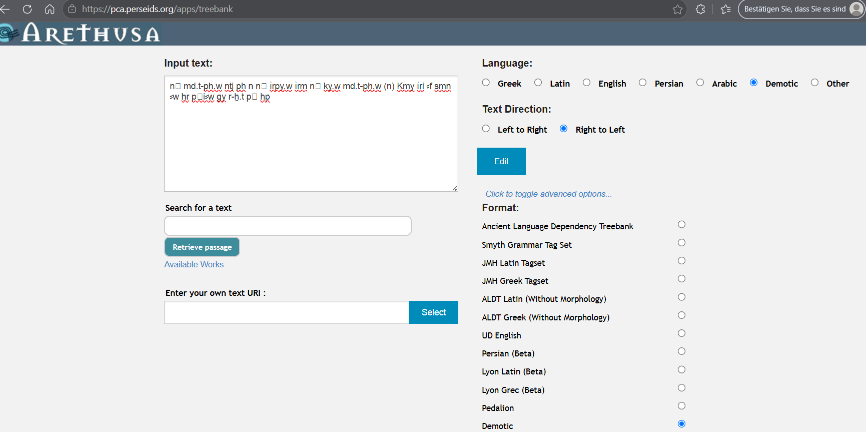 https://pca.perseids.org/apps/treebank
Bestätigen Sie, dass Sie es sind
ARETHUSA
Input text:
n□ md.t-ph.w ntj ph n n□ irpy.w irm n□ ky.w md.t-ph.w (n) Kmy irl ⸗f smn
⸗w hr
gy r-ẖ.t p□ hp
Search for a text
Retrieve passage
Available Works
Enter your own text URI :
Select
Language:
Greek Latin English Persian Arabic Demotic Other
Text Direction:
Left to Right Right to Left
Edit
Click to toggle advanced options...
Format:
Ancient Language Dependency Treebank
Smyth Grammar Tag Set
JMH Latin Tagset
JMH Greek Tagset
ALDT Latin (Without Morphology)
ALDT Greek (Without Morphology)
UD English
Persian (Beta)
Lyon Latin (Beta)
Lyon Grec (Beta)
Pedalion
Demotic